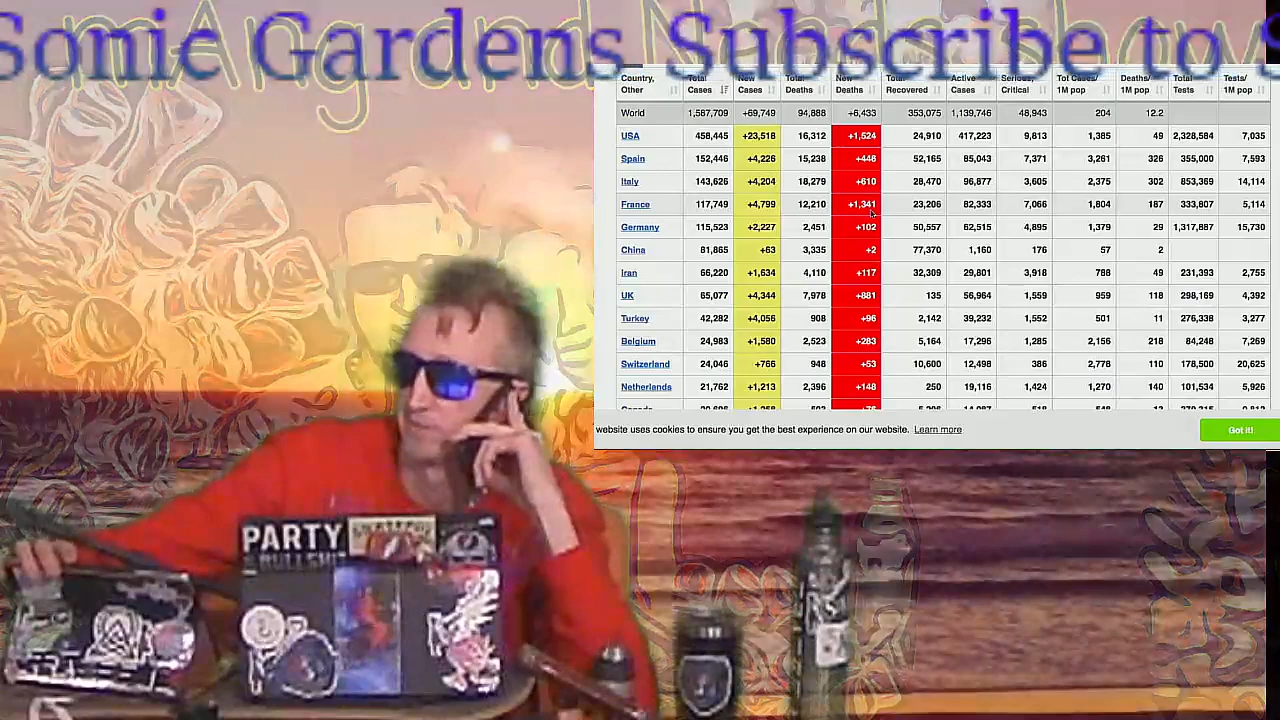 Sonic Gardens Subscribe to S
mAng and Nedde show
Country, Other Total Cases New Cases Total Deaths New Deaths Total Recovered Active Cases Serious, Critical Tot Cases/ 1M pop Deaths/ 1M pop Total Tests Tests/ 1M pop
World 1,587,709 +69,749 94,888 +6,433 353,075 1,139,746 48,943 204 12.2
USA 458,445 +23,518 16,312 +1,524 24,910 417,223 9,813 1,385 49 2,328,584 7,035
Spain 152,446 +4,226 15,238 +446 52,165 85,043 7,371 3,261 326 355,000 7,593
Italy 143,626 +4,204 18,279 +610 28,470 96,877 3,605 2,375 302 853,369 14,114
France 117,749 +4,799 12,210 +1,341 23,206 82,333 7,066 1,804 187 333,807 5,114
Germany 115,523 +2,227 2,451 +102 50,557 62,515 4,895 1,379 29 1,317,887 15,730
China 81,865 +63 3,335 +2 77,370 1,160 176 57 2
Iran 66,220 +1,634 4,110 +117 32,309 29,801 3,918 788 49 231,393 2,755
UK 65,077 +4,344 7,978 +881 135 56,964 1,559 959 118 298,169 4,392
Turkey 42,282 +4,056 908 +96 2,142 39,232 1,552 501 11 276,338 3,277
Belgium 24,983 +1,580 2,523 +283 5,164 17,296 1,285 2,156 218 84,248 7,269
Switzerland 24,046 +766 948 +53 10,600 12,498 386 2,778 110 178,500 20,625
Netherlands 21,762 +1,213 2,396 +148 250 19,116 1,424 1,270 140 101,534 5,926
website uses cookies to ensure you get the best experience on our website. Learn more Got it!
PARTY